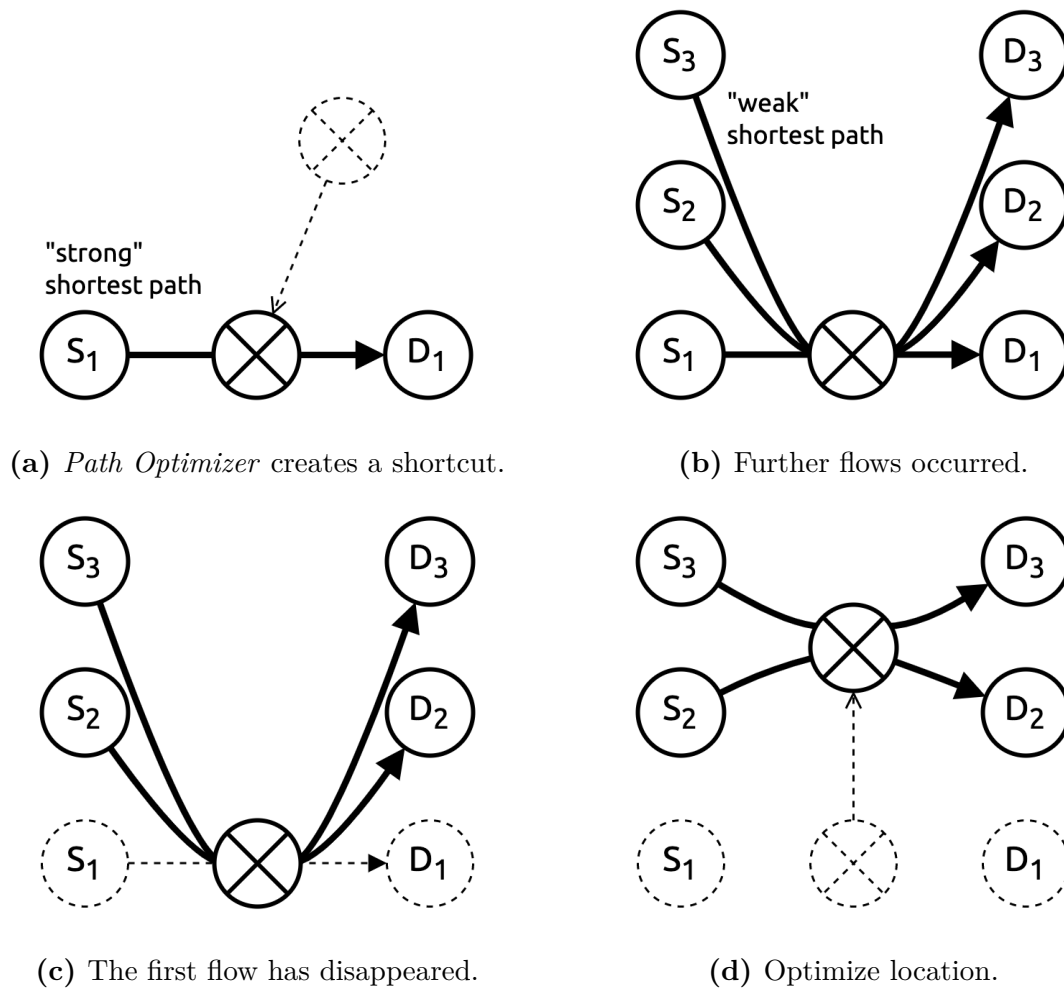 "strong"
shortest path
S1
D1
(a) Path Optimizer creates a shortcut.
S3
D3
"weak"
shortest path
S2
D2
S1
D1
(b) Further flows occurred.
S3
D3
S2
D2
S1
D1
(c) The first flow has disappeared.
S3
D3
S2
D2
S1
D1
(d) Optimize location.